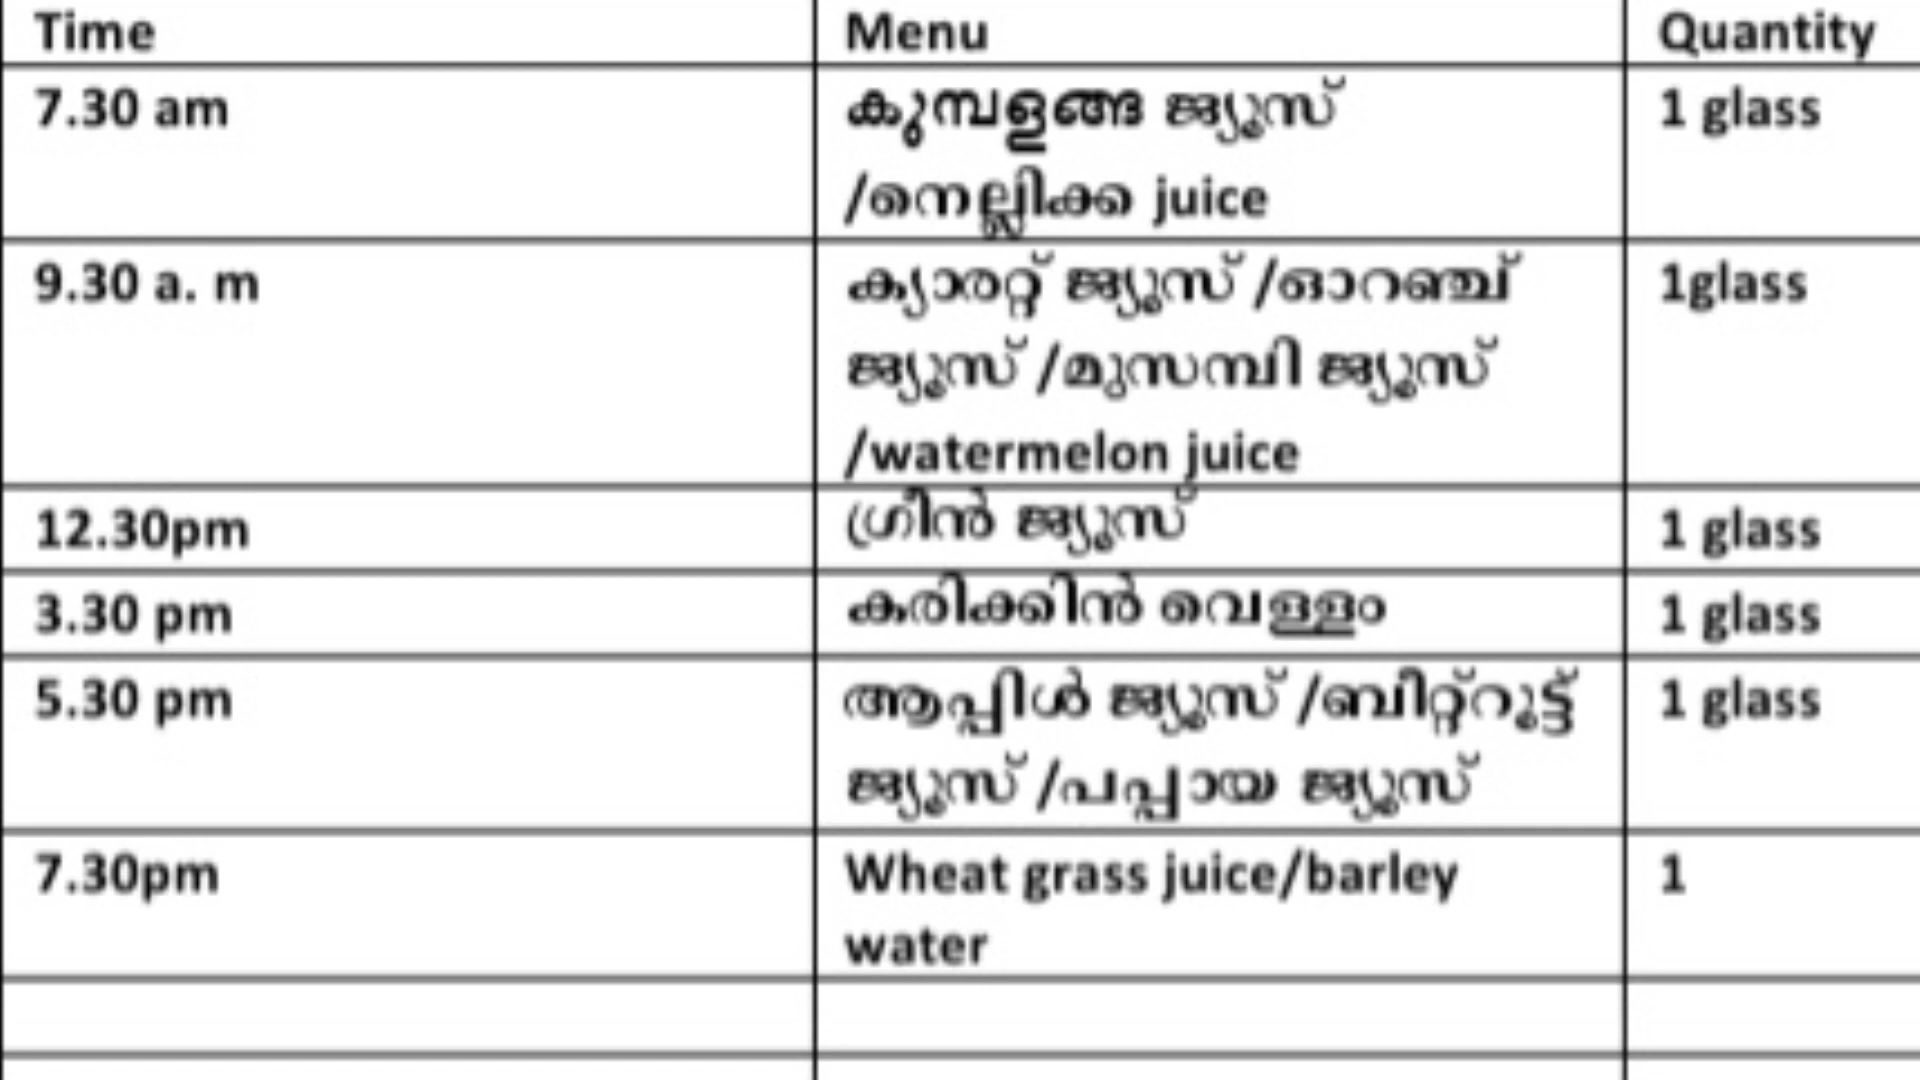 Time Menu Quantity
7.30 am കുമ്പളങ്ങ ജ്യൂസ് 1 glass
/നെല്ലിക്ക juice
9.30 a. m ക്യാരറ്റ് ജ്യൂസ് /ഓറഞ്ച് 1glass
ജ്യൂസ് /മുസമ്പി ജ്യൂസ്
/watermelon juice
12.30pm ഗ്രീൻ ജ്യൂസ് 1 glass
3.30 pm കരിക്കിൻ വെള്ളം 1 glass
5.30 pm ആപ്പിൾ ജ്യൂസ് /ബീറ്റ്റൂട്ട് 1 glass
ജ്യൂസ് /പപ്പായ ജ്യൂസ്
7.30pm Wheat grass juice/barley 1
water